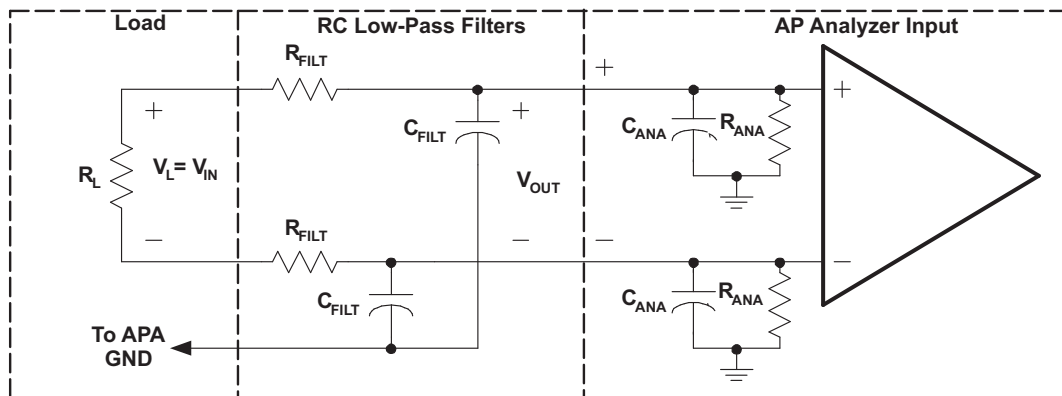 Load
RC Low-Pass Filters
AP Analyzer Input
R_FILT
+
+
+
+
C_FILT
C_ANA
R_ANA
R_L
V_L= V_IN
V_OUT
R_FILT
−
−
−
−
C_FILT
C_ANA
R_ANA
To APA
GND